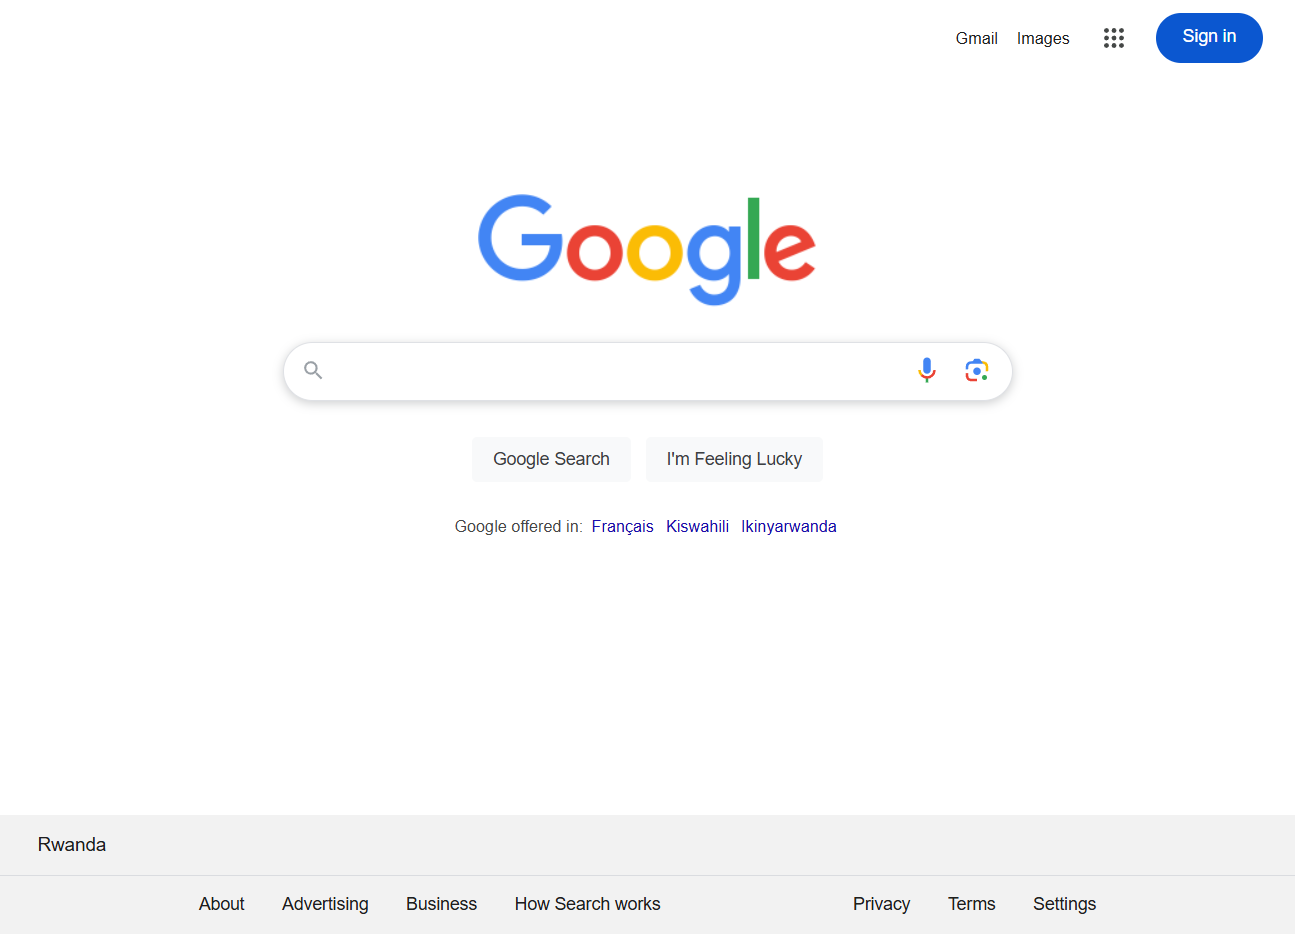 Gmail Images Sign in
Google
Google Search I'm Feeling Lucky
Google offered in: Français Kiswahili Ikinyarwanda
Rwanda
About Advertising Business How Search works Privacy Terms Settings